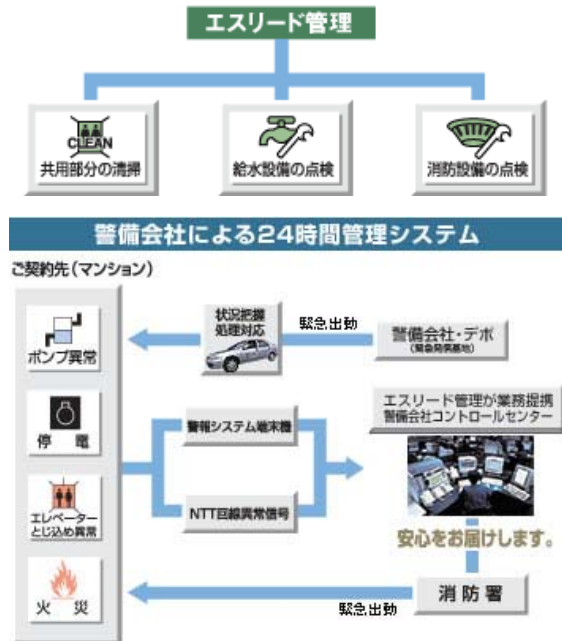 エスリード管理
CLEAN
共用部分の清掃
給水設備の点検
消防設備の点検
警備会社による24時間管理システム
ご契約先(マンション)
ポンプ異常
停電
エレベーター
とじ込め異常
火災
状況把握
処理対応
緊急出動
警備会社・デポ
(緊急発信基地)
警報システム端末機
NTT回線異常信号
エスリード管理が業務提携
警備会社コントロールセンター
安心をお届けします。
消防署
緊急出動